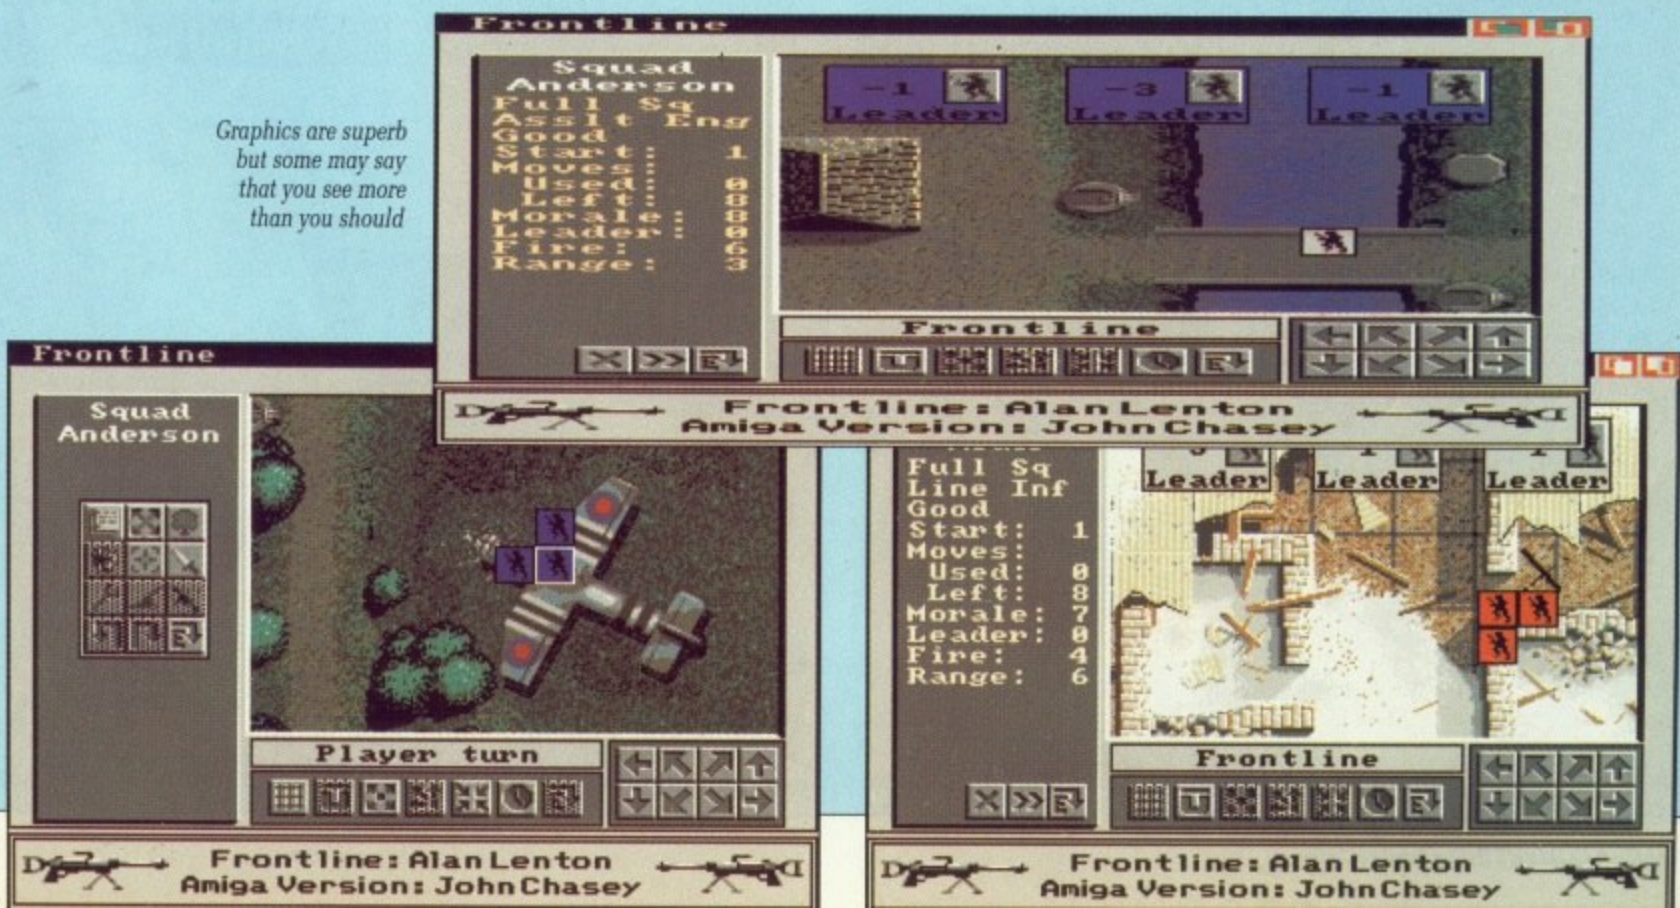 Graphics are superb
but some may say
that you see more
than you should
Frontline
Squad
Anderson
Full Sq
Asslt Eng
Good
Start: 1
Moves:
Used: 0
Left: 8
Morale: 8
Leader: 0
Fire: 6
Range: 3
-1
Leader
-3
Leader
-1
Leader
Frontline
Frontline: Alan Lenton
Amiga Version: John Chasey
Frontline
Squad
Anderson
Player turn
Frontline: Alan Lenton
Amiga Version: John Chasey
Full Sq
Line Inf
Good
Start: 1
Moves:
Used: 0
Left: 8
Morale: 7
Leader: 0
Fire: 4
Range: 6
Leader
Leader
Leader
Frontline
Frontline: Alan Lenton
Amiga Version: John Chasey